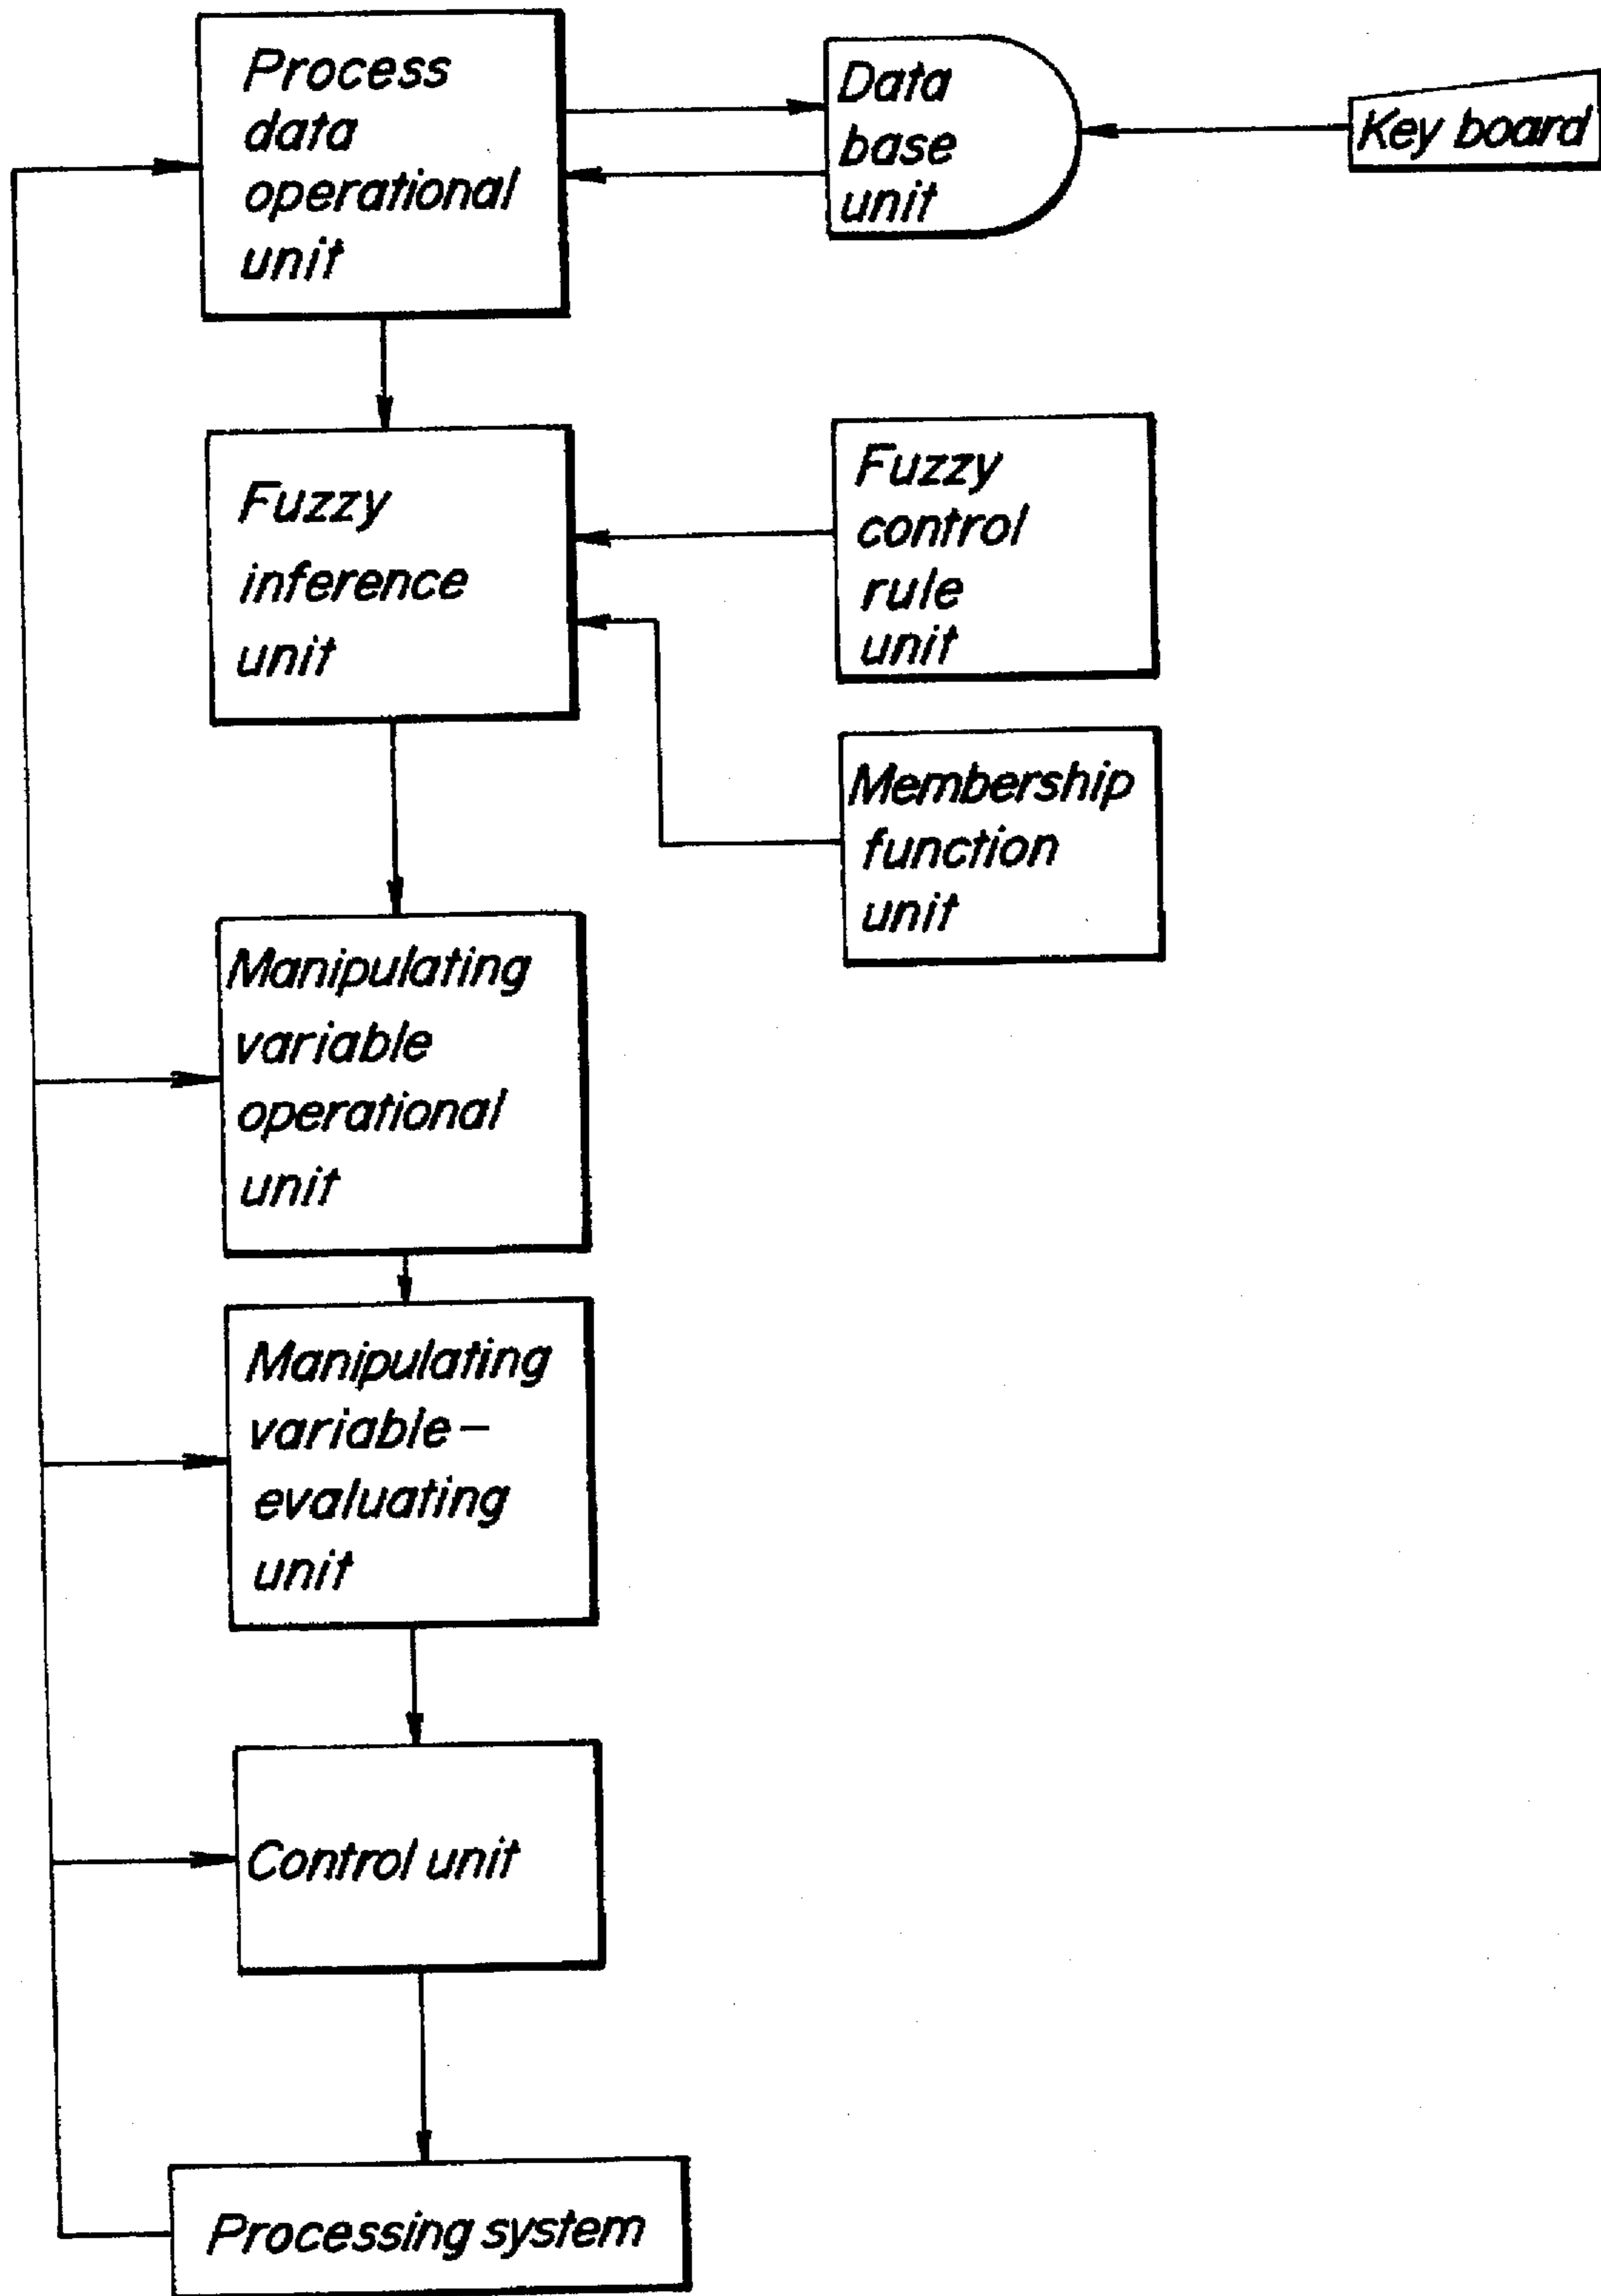 Process
data
operational
unit
Data
base
unit
Key board
Fuzzy
inference
unit
Fuzzy
control
rule
unit
Membership
function
unit
Manipulating
variable
operational
unit
Manipulating
variable-
evaluating
unit
Control unit
Processing system